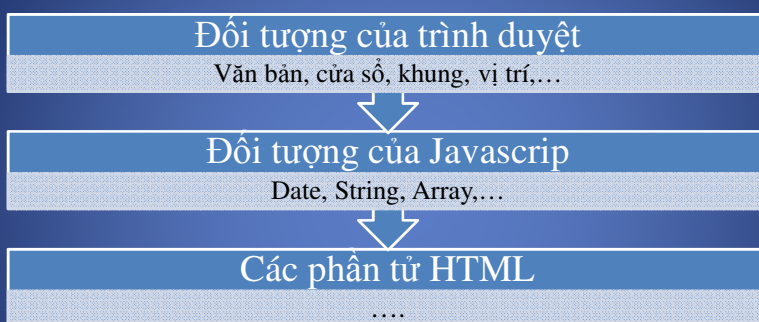 Đối tượng của trình duyệt
Văn bản, cửa sổ, khung, vị trí,…
Đối tượng của Javascrip
Date, String, Array,…
Các phần tử HTML
….